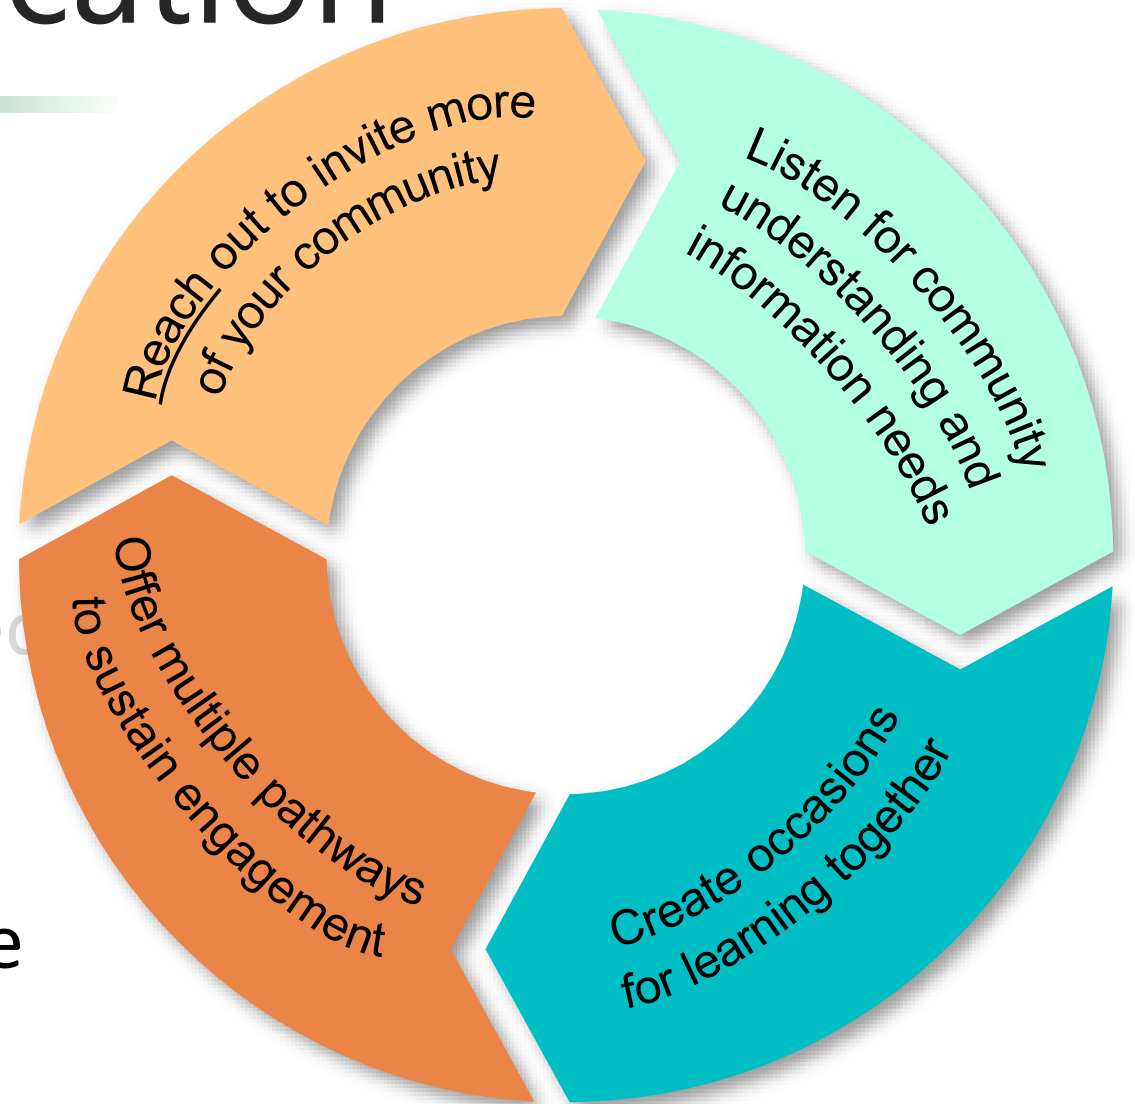 cation
Reach out to invite more
of your community
Listen for community
understanding and
information needs
Create occasions
for learning together
Offer multiple pathways
to sustain engagement
e